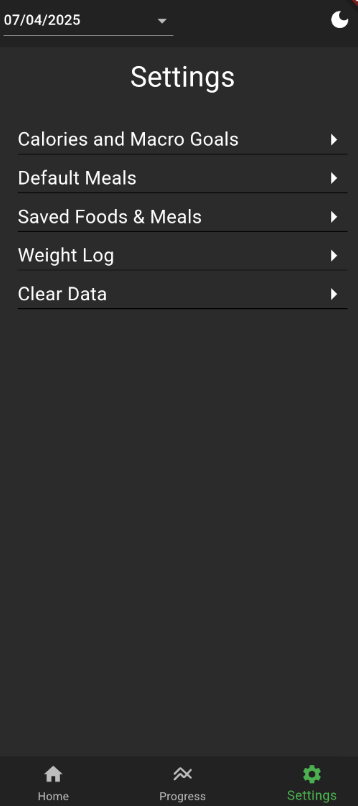 07/04/2025
Settings
Calories and Macro Goals
Default Meals
Saved Foods & Meals
Weight Log
Clear Data
Home
Progress
Settings